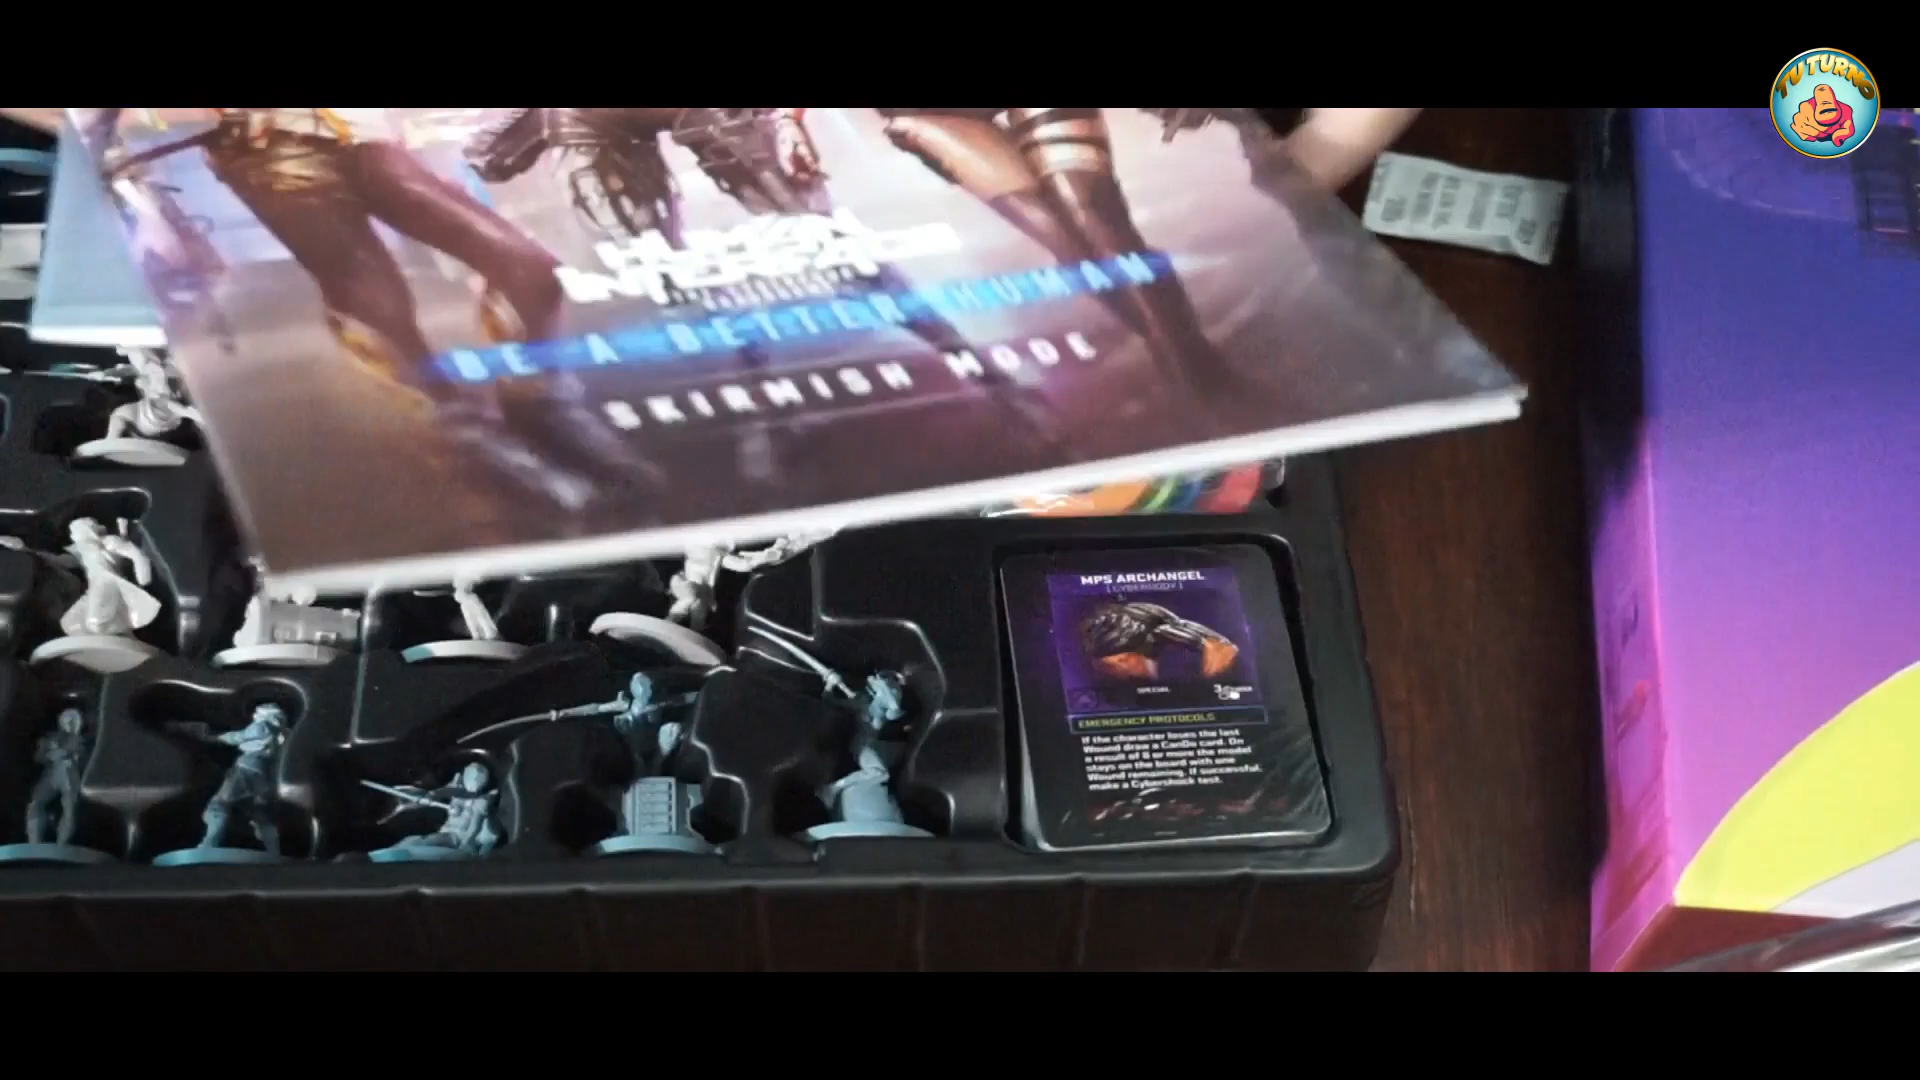 TU TURNO
HUMAN
INTERFACE
BE A BETTER HUMAN
SKIRMISH MODE
MPS ARCHANGEL
[CYBERBODY]
SPECIAL
EMERGENCY PROTOCOLS
If the character loses the last
Wound draw a CanDo card. On
a result of 8 or more the model
stays on the board with one
Wound remaining. If successful,
make a Cybershock test.